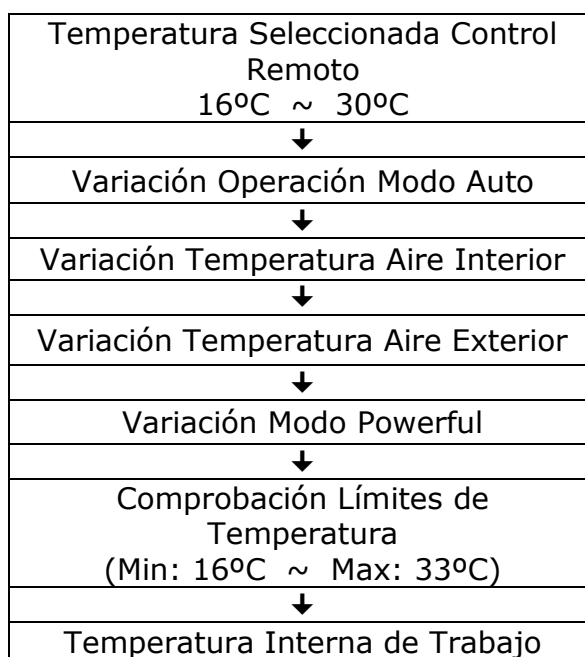 Temperatura Seleccionada Control
Remoto
16ºC ~ 30ºC
Variación Operación Modo Auto
Variación Temperatura Aire Interior
Variación Temperatura Aire Exterior
Variación Modo Powerful
Comprobación Límites de
Temperatura
(Min: 16ºC ~ Max: 33ºC)
Temperatura Interna de Trabajo